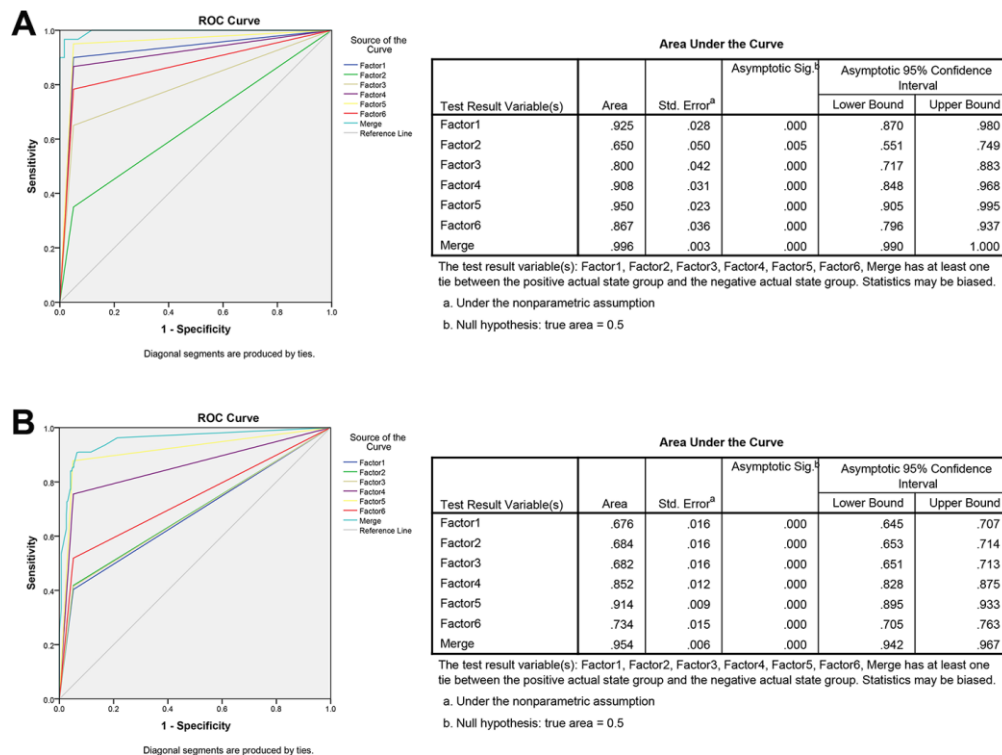 A
ROC Curve
Source of the
Curve
Factor1
Factor2
Factor3
Factor4
Factor5
Factor6
Merge
Reference Line
Sensitivity
1.0
0.8
0.6
0.4
0.2
0.0
0.0 0.2 0.4 0.6 0.8 1.0
1 - Specificity
Diagonal segments are produced by ties.
Area Under the Curve
Test Result Variable(s) Area Std. Error a Asymptotic Sig. b Asymptotic 95% Confidence Interval
Lower Bound Upper Bound
Factor1 .925 .028 .000 .870 .980
Factor2 .650 .050 .005 .551 .749
Factor3 .800 .042 .000 .717 .883
Factor4 .908 .031 .000 .848 .968
Factor5 .950 .023 .000 .905 .995
Factor6 .867 .036 .000 .796 .937
Merge .996 .003 .000 .990 1.000
The test result variable(s): Factor1, Factor2, Factor3, Factor4, Factor5, Factor6, Merge has at least one
tie between the positive actual state group and the negative actual state group. Statistics may be biased.
a. Under the nonparametric assumption
b. Null hypothesis: true area = 0.5
B
ROC Curve
Source of the
Curve
Factor1
Factor2
Factor3
Factor4
Factor5
Factor6
Merge
Reference Line
Sensitivity
1.0
0.8
0.6
0.4
0.2
0.0
0.0 0.2 0.4 0.6 0.8 1.0
1 - Specificity
Diagonal segments are produced by ties.
Area Under the Curve
Test Result Variable(s) Area Std. Error a Asymptotic Sig. b Asymptotic 95% Confidence Interval
Lower Bound Upper Bound
Factor1 .676 .016 .000 .645 .707
Factor2 .684 .016 .000 .653 .714
Factor3 .682 .016 .000 .651 .713
Factor4 .852 .012 .000 .828 .875
Factor5 .914 .009 .000 .895 .933
Factor6 .734 .015 .000 .705 .763
Merge .954 .006 .000 .942 .967
The test result variable(s): Factor1, Factor2, Factor3, Factor4, Factor5, Factor6, Merge has at least one
tie between the positive actual state group and the negative actual state group. Statistics may be biased.
a. Under the nonparametric assumption
b. Null hypothesis: true area = 0.5